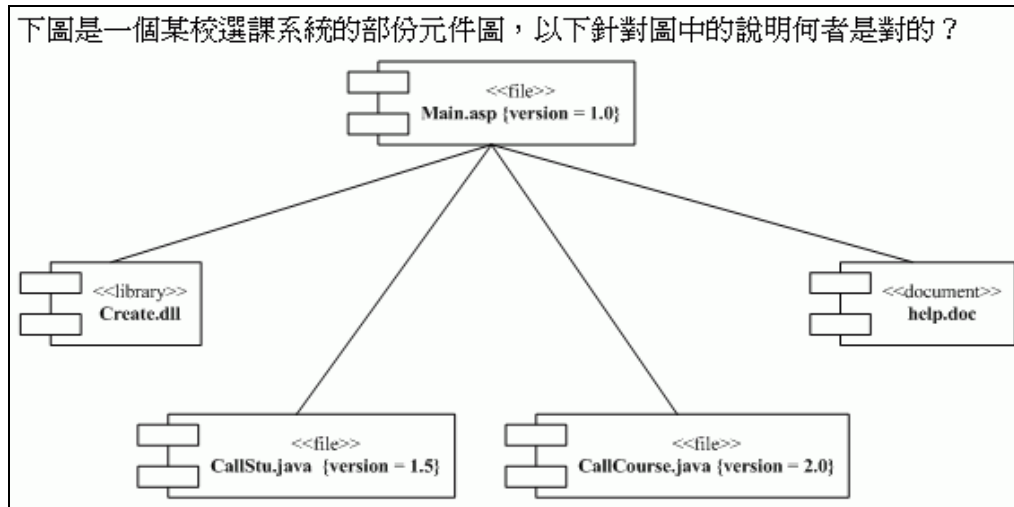 下圖是一個某校選課系統的部份元件圖，以下針對圖中的說明何者是對的？
<<file>>
Main.asp {version = 1.0}
<<library>>
Create.dll
<<document>>
help.doc
<<file>>
CallStu.java {version = 1.5}
<<file>>
CallCourse.java {version = 2.0}